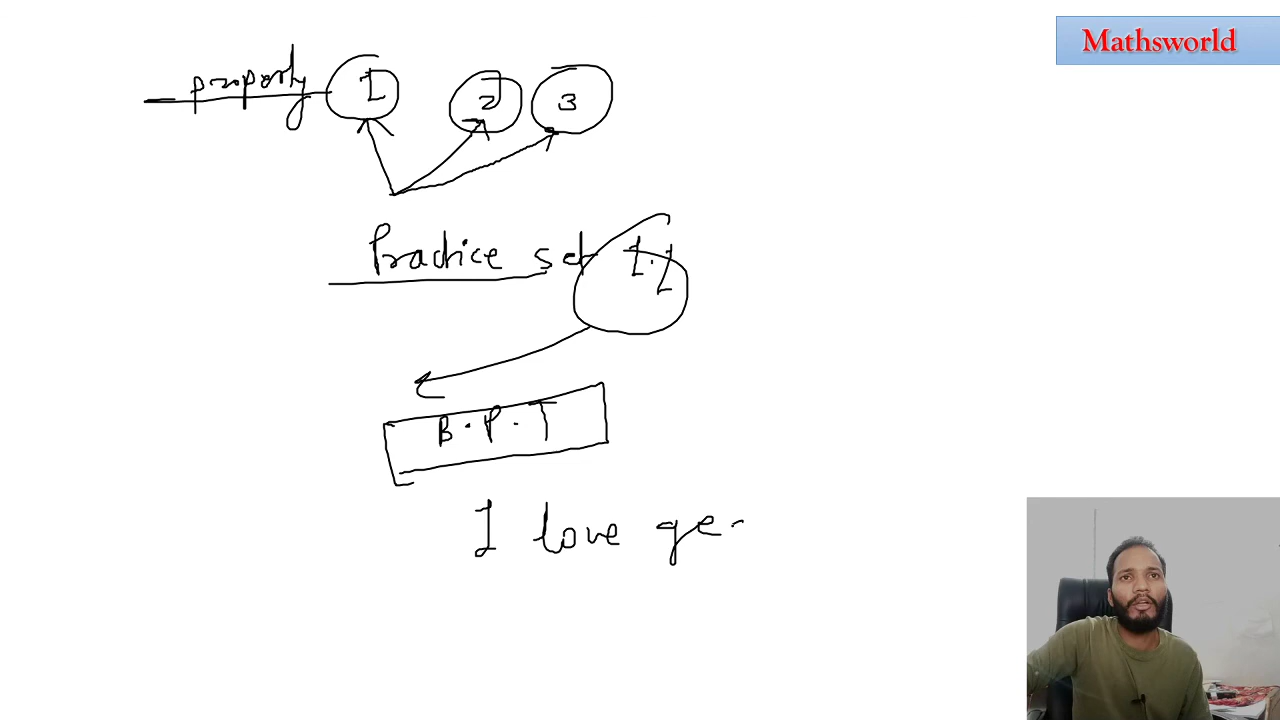 Mathsworld
property 1 2 3
Practice set 1.1
B.P.T
I love ge